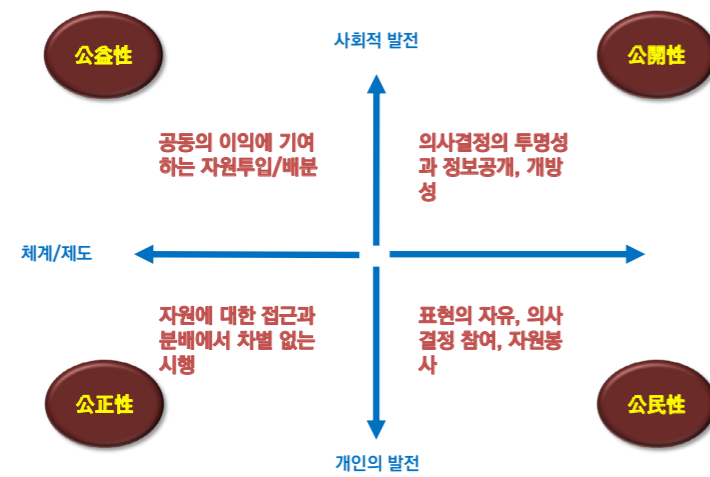 사회적 발전
公益性
公開性
공동의 이익에 기여
하는 자원투입/배분
의사결정의 투명성
과 정보공개, 개방
성
체계/제도
자원에 대한 접근과
분배에서 차별 없는
시행
표현의 자유, 의사
결정 참여, 자원봉
사
公正性
公民性
개인의 발전